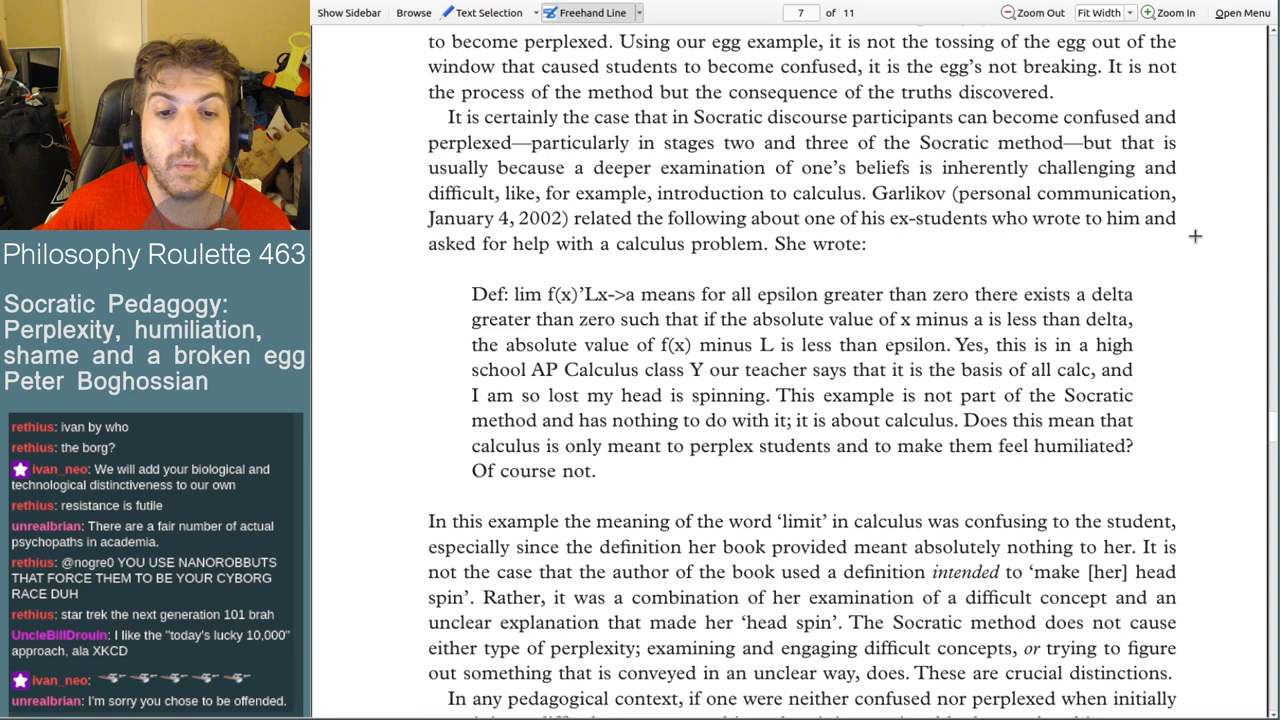 Show Sidebar Browse Text Selection Freehand Line 7 of 11 Zoom Out Fit Width Zoom In Open Menu
to become perplexed. Using our egg example, it is not the tossing of the egg out of the
window that caused students to become confused, it is the egg's not breaking. It is not
the process of the method but the consequence of the truths discovered.
It is certainly the case that in Socratic discourse participants can become confused and
perplexed—particularly in stages two and three of the Socratic method—but that is
usually because a deeper examination of one's beliefs is inherently challenging and
difficult, like, for example, introduction to calculus. Garlikov (personal communication,
January 4, 2002) related the following about one of his ex-students who wrote to him and
asked for help with a calculus problem. She wrote:
Def: lim f(x)'Lx->a means for all epsilon greater than zero there exists a delta
greater than zero such that if the absolute value of x minus a is less than delta,
the absolute value of f(x) minus L is less than epsilon. Yes, this is in a high
school AP Calculus class Y our teacher says that it is the basis of all calc, and
I am so lost my head is spinning. This example is not part of the Socratic
method and has nothing to do with it; it is about calculus. Does this mean that
calculus is only meant to perplex students and to make them feel humiliated?
Of course not.
In this example the meaning of the word 'limit' in calculus was confusing to the student,
especially since the definition her book provided meant absolutely nothing to her. It is
not the case that the author of the book used a definition intended to 'make [her] head
spin'. Rather, it was a combination of her examination of a difficult concept and an
unclear explanation that made her 'head spin'. The Socratic method does not cause
either type of perplexity; examining and engaging difficult concepts, or trying to figure
out something that is conveyed in an unclear way, does. These are crucial distinctions.
In any pedagogical context, if one were neither confused nor perplexed when initially
Philosophy Roulette 463
Socratic Pedagogy:
Perplexity, humiliation,
shame and a broken egg
Peter Boghossian
rethius: ivan by who
rethius: the borg?
ivan_neo: We will add your biological and
technological distinctiveness to our own
rethius: resistance is futile
unrealbrian: There are a fair number of actual
psychopaths in academia.
rethius: @nogre0 YOU USE NANOROBBUTS
THAT FORCE THEM TO BE YOUR CYBORG
RACE DUH
rethius: star trek the next generation 101 brah
UncleBillDrouin: I like the "today's lucky 10,000"
approach, ala XKCD
ivan_neo:
unrealbrian: I'm sorry you chose to be offended.